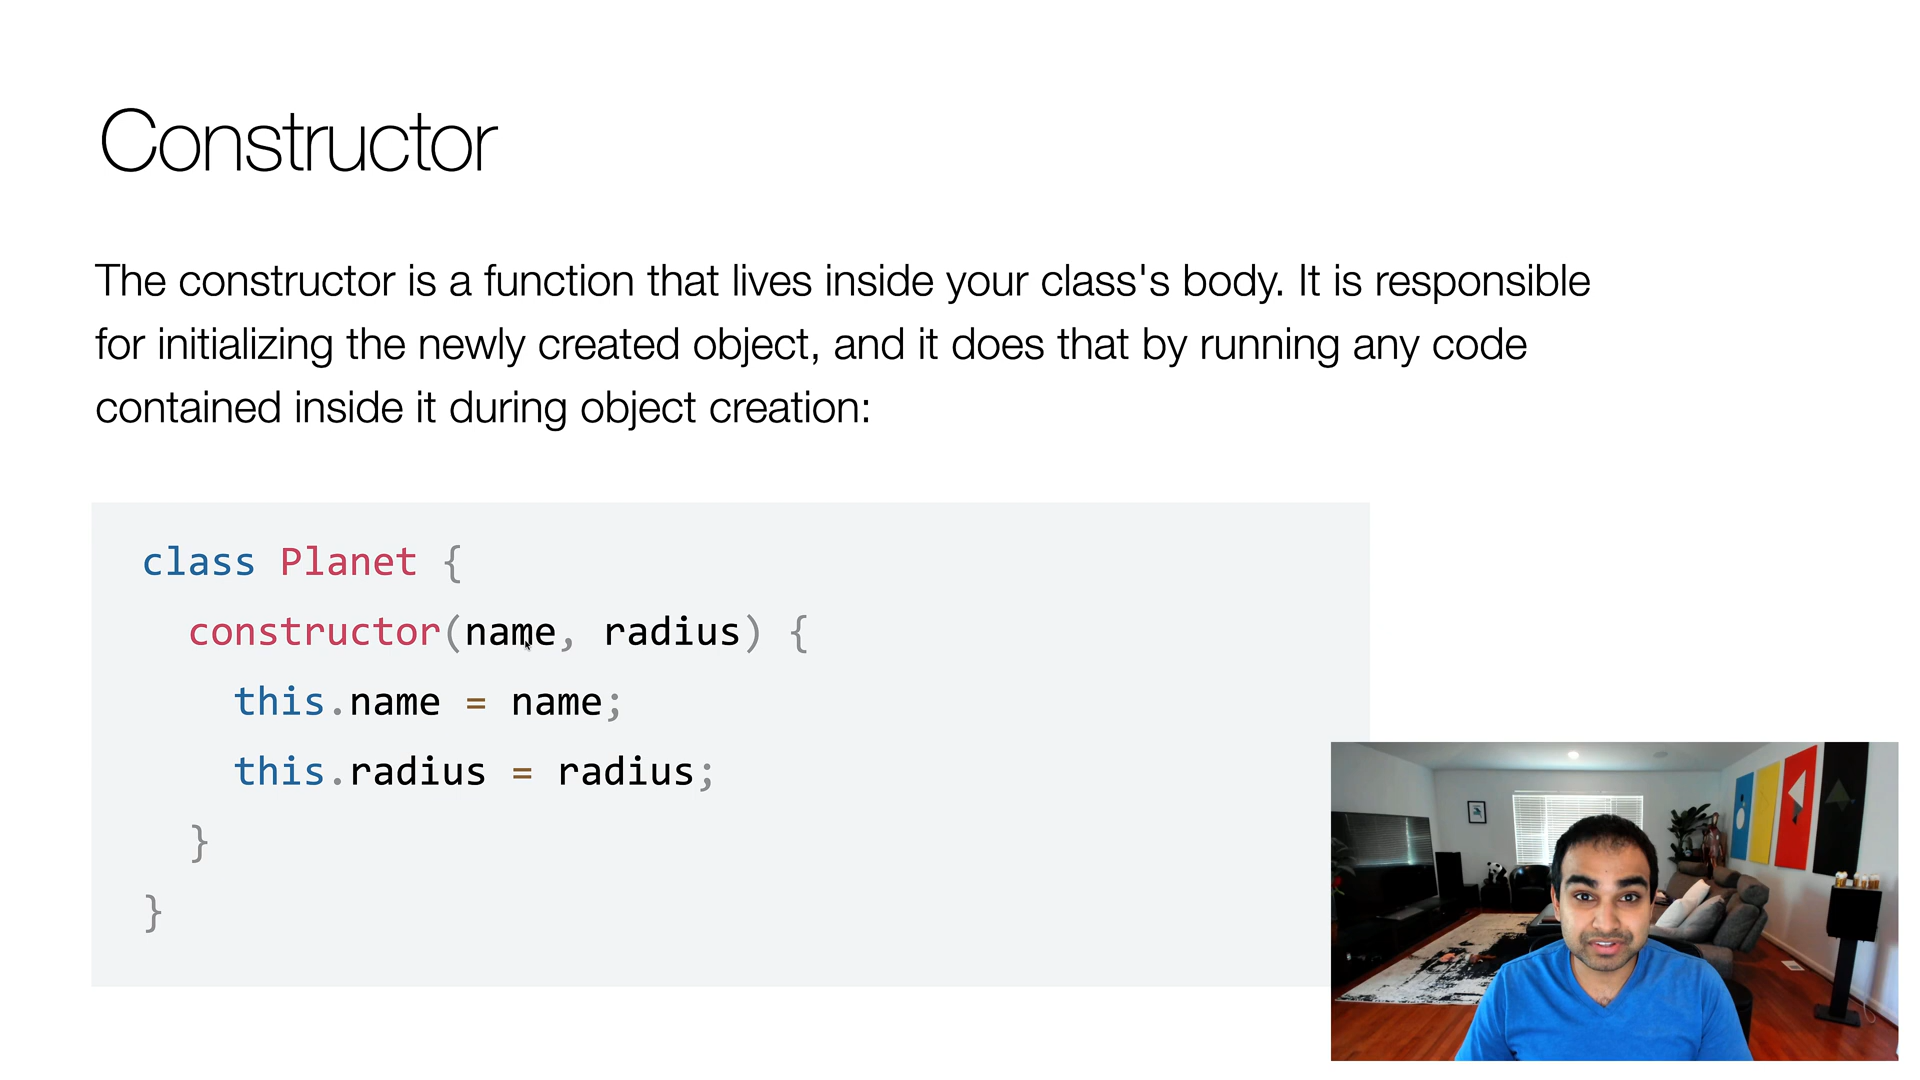 Constructor
The constructor is a function that lives inside your class's body. It is responsible
for initializing the newly created object, and it does that by running any code
contained inside it during object creation:
class Planet {
  constructor(name, radius) {
    this.name = name;
    this.radius = radius;
  }
}